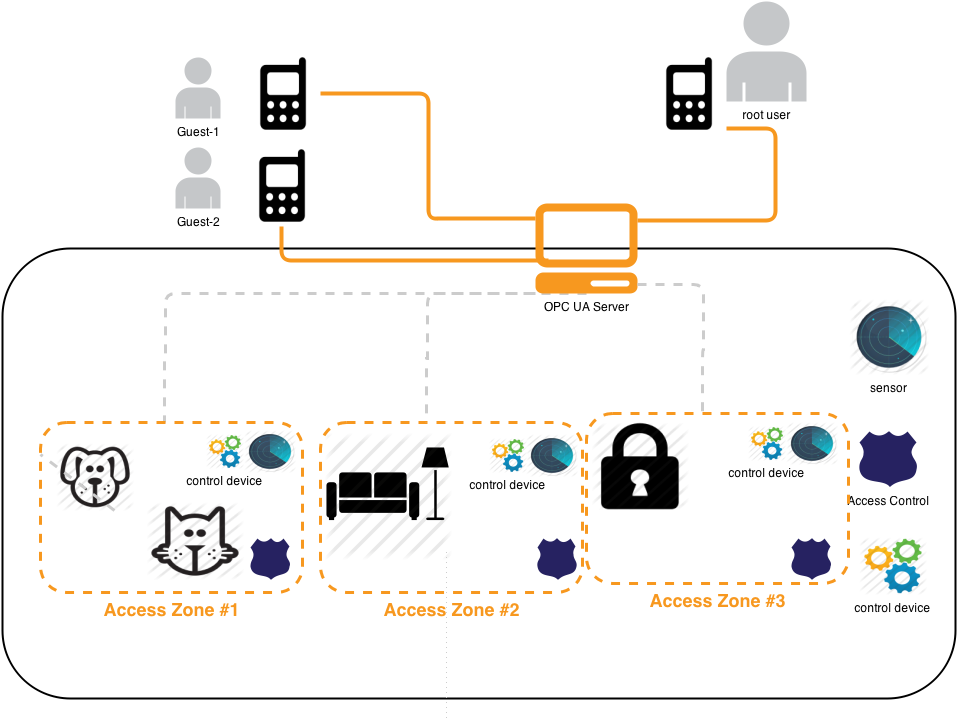 root user
Guest-1
Guest-2
OPC UA Server
sensor
control device
control device
control device
Access Control
Access Zone #1
Access Zone #2
Access Zone #3
control device